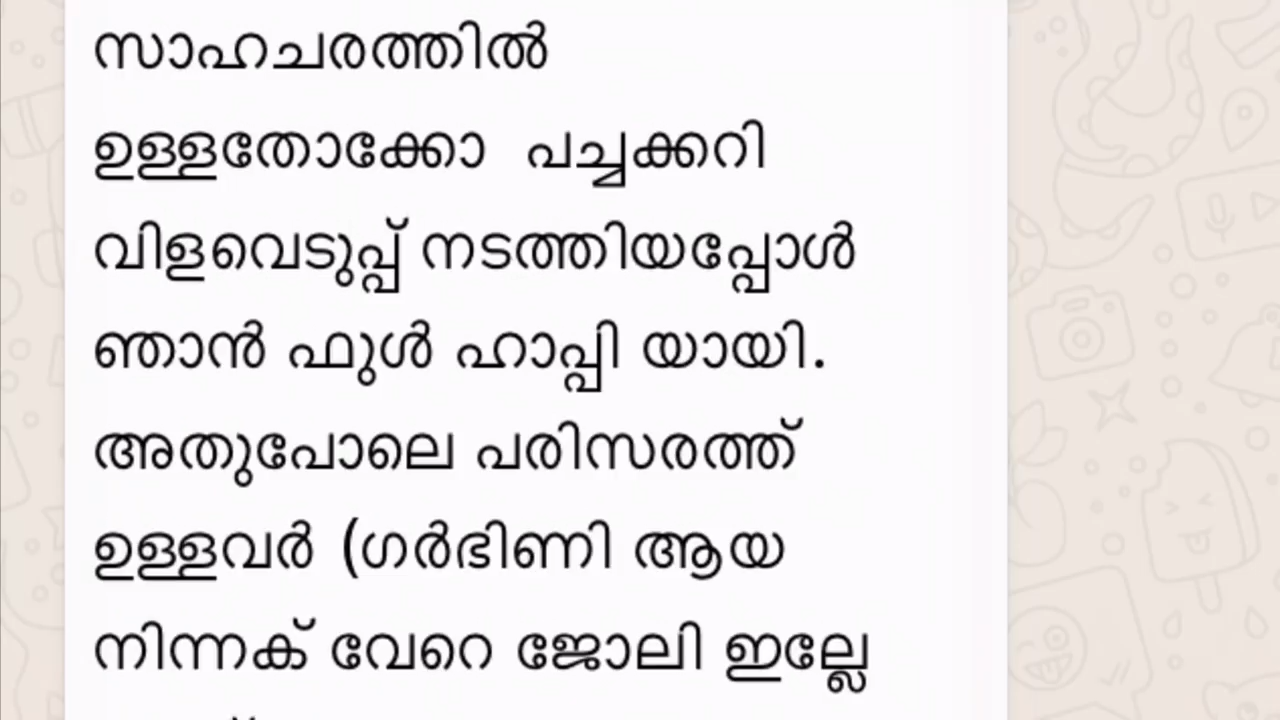 സാഹചരത്തിൽ
ഉള്ളതോക്കോ പച്ചക്കറി
വിളവെടുപ്പ് നടത്തിയപ്പോൾ
ഞാൻ ഫുൾ ഹാപ്പി യായി.
അതുപോലെ പരിസരത്ത്
ഉള്ളവർ (ഗർഭിണി ആയ
നിന്നക് വേറെ ജോലി ഇല്ലേ